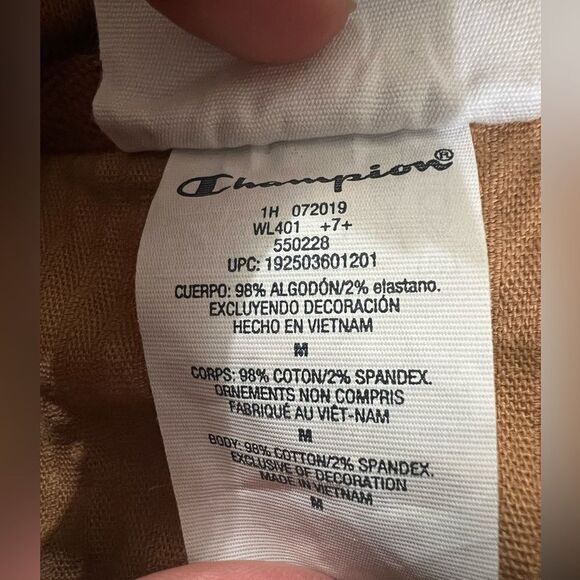 Champion®
1H 072019
WL401 +7+
550228
UPC: 192503601201
CUERPO: 98% ALGODÓN/2% elastano.
EXCLUYENDO DECORACIÓN
HECHO EN VIETNAM
M
CORPS: 98% COTON/2% SPANDEX.
ORNEMENTS NON COMPRIS
FABRIQUÉ AU VIÊT-NAM
M
BODY: 98% COTTON/2% SPANDEX.
EXCLUSIVE OF DECORATION
MADE IN VIETNAM
M